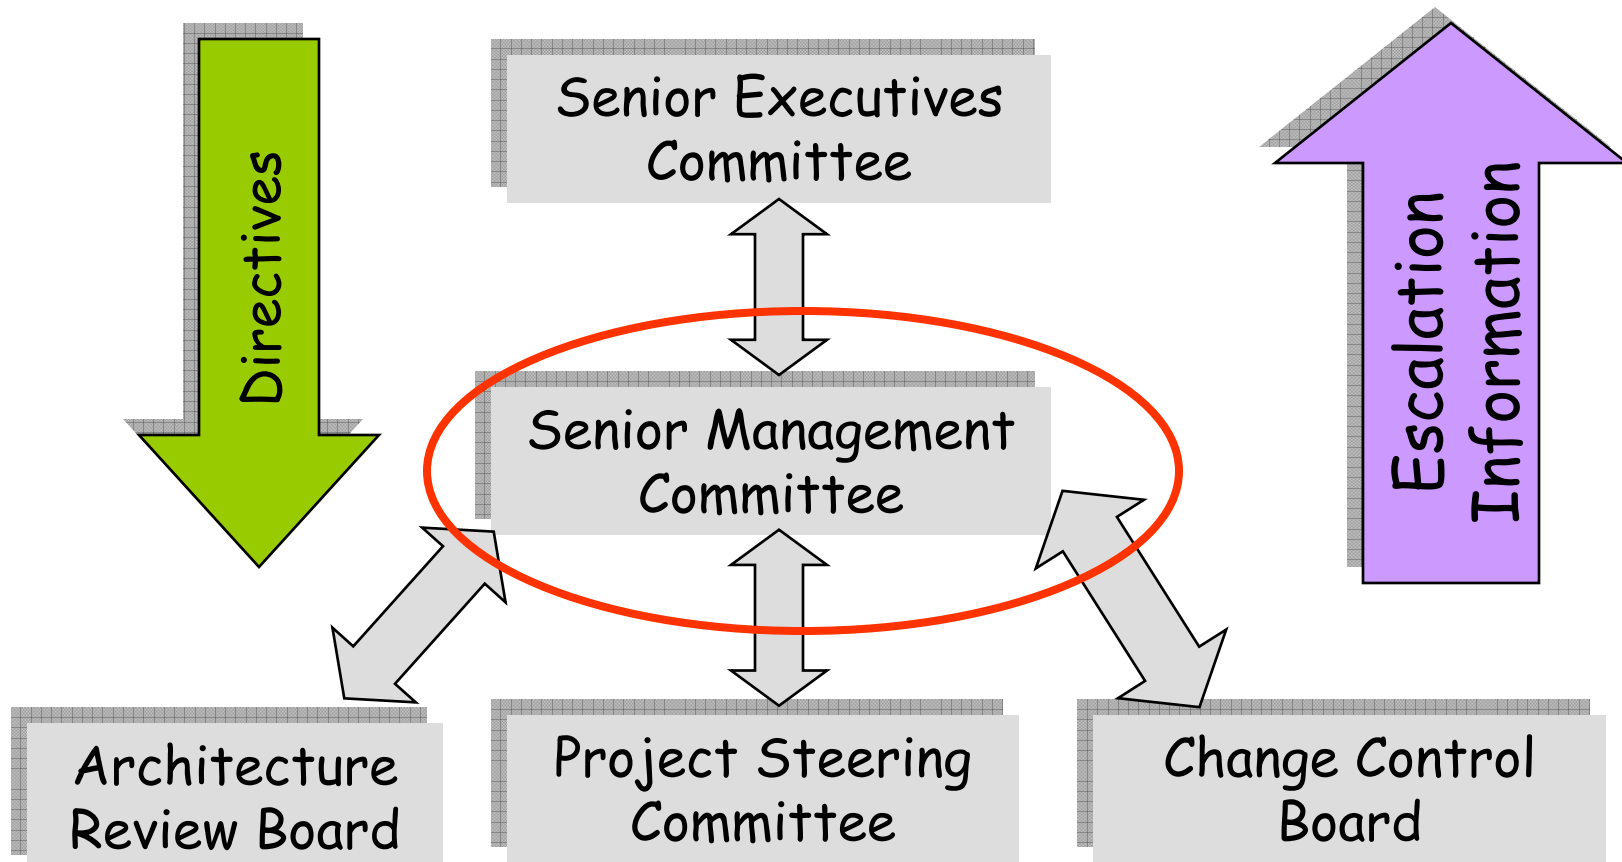 Directives
Senior Executives
Committee
Escalation
Information
Senior Management
Committee
Architecture
Review Board
Project Steering
Committee
Change Control
Board